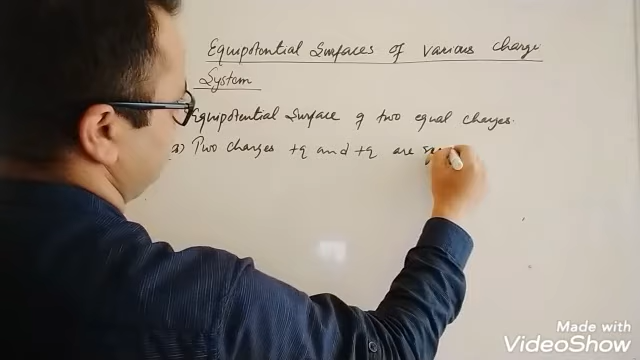 Equipotential Surfaces of various charge
System
Equipotential Surface of two equal charges.
a) Two charges +q and +q are
Made with
VideoShow